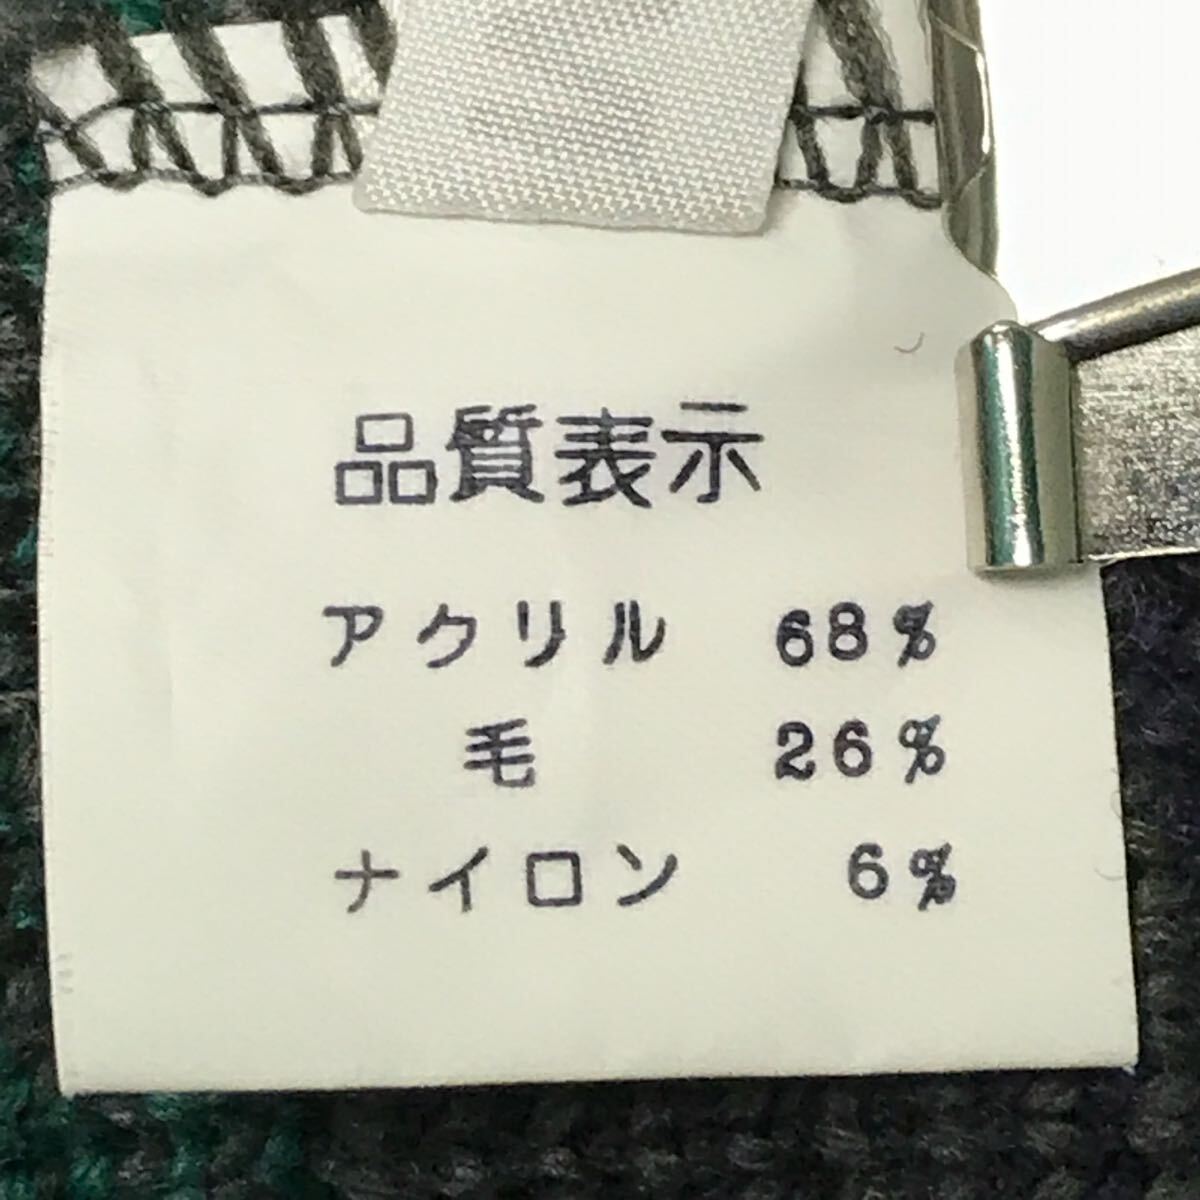 品質表示
アクリル 68%
毛 26%
ナイロン 6%